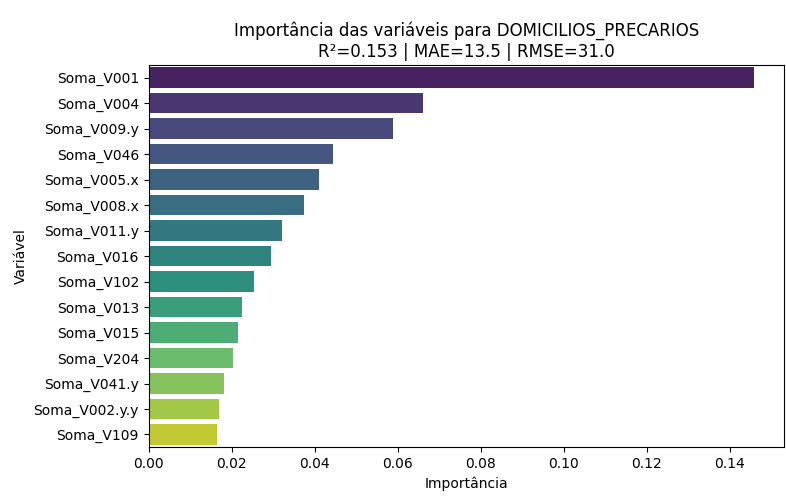 Importância das variáveis para DOMICILIOS_PRECARIOS
R²=0.153 | MAE=13.5 | RMSE=31.0
Variável
Soma_V001
Soma_V004
Soma_V009.y
Soma_V046
Soma_V005.x
Soma_V008.x
Soma_V011.y
Soma_V016
Soma_V102
Soma_V013
Soma_V015
Soma_V204
Soma_V041.y
Soma_V002.y.y
Soma_V109
0.00 0.02 0.04 0.06 0.08 0.10 0.12 0.14
Importância